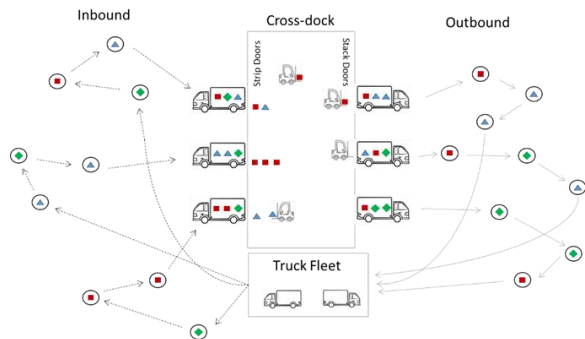 Inbound
Cross-dock
Outbound
Strip Doors
Stack Doors
Truck Fleet